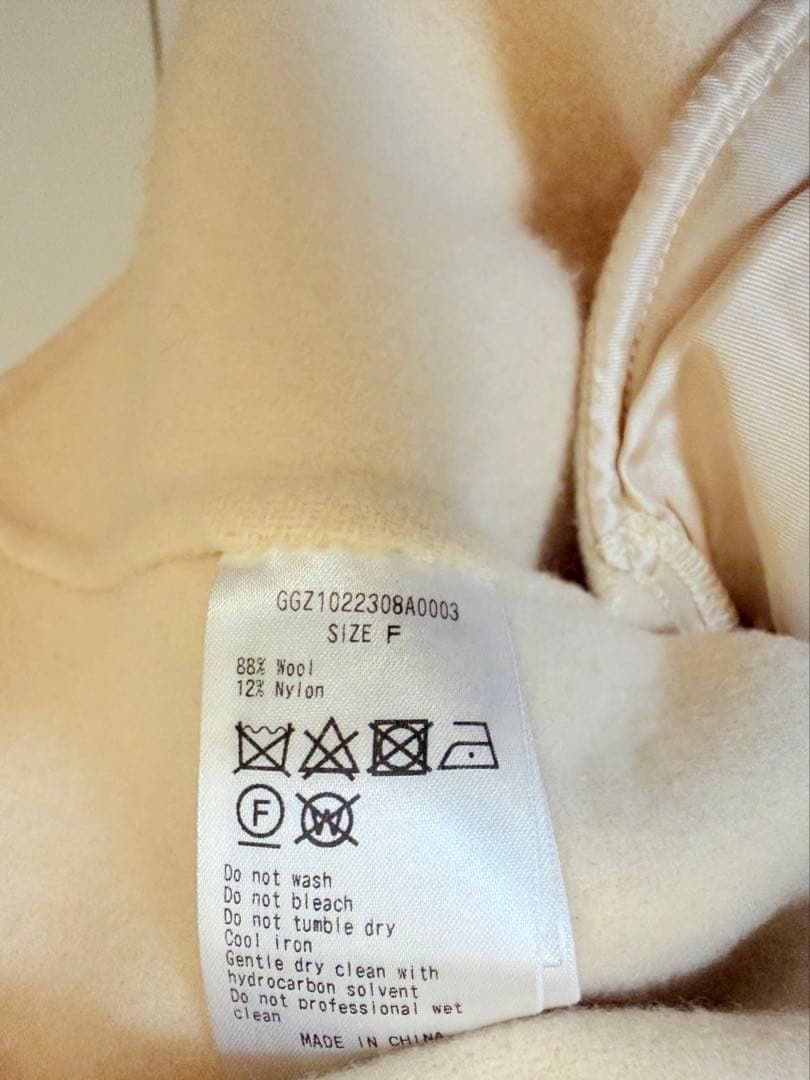 GGZ1022308A0003
SIZE F
88% Wool
12% Nylon
F W
Do not wash
Do not bleach
Do not tumble dry
Cool iron
Gentle dry clean with
hydrocarbon solvent
Do not professional wet
clean
MADE IN CHINA